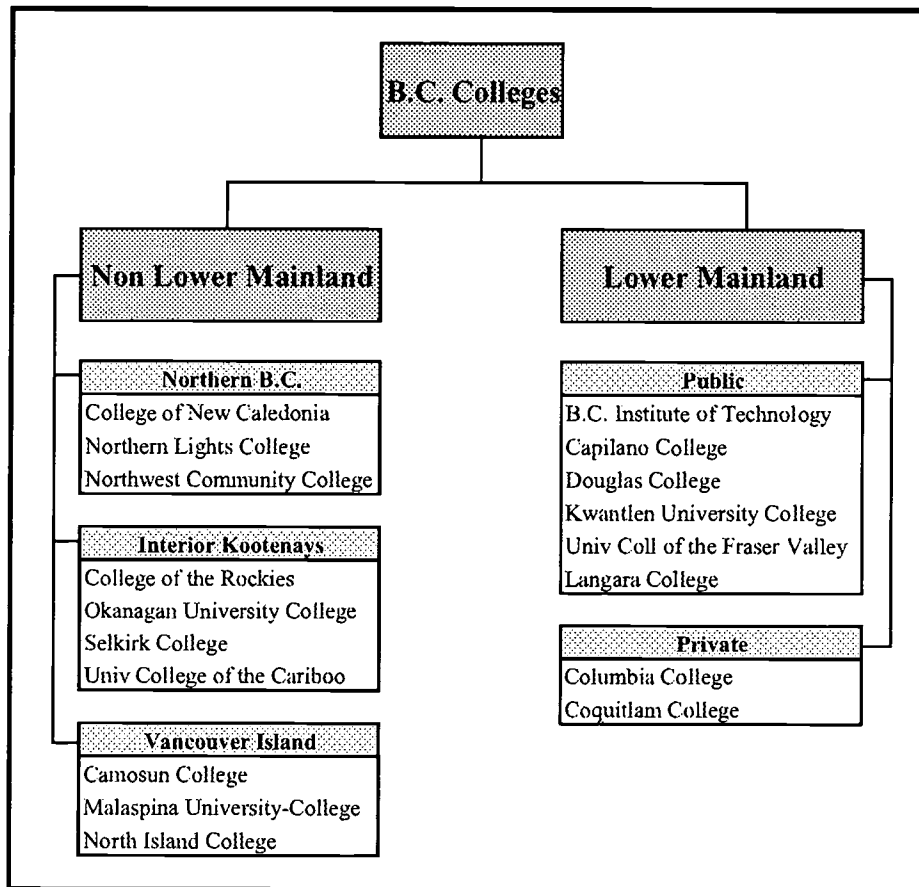 B.C. Colleges
Non Lower Mainland
Northern B.C.
College of New Caledonia
Northern Lights College
Northwest Community College
Interior Kootenays
College of the Rockies
Okanagan University College
Selkirk College
Univ College of the Cariboo
Vancouver Island
Camosun College
Malaspina University-College
North Island College
Lower Mainland
Public
B.C. Institute of Technology
Capilano College
Douglas College
Kwantlen University College
Univ Coll of the Fraser Valley
Langara College
Private
Columbia College
Coquitlam College